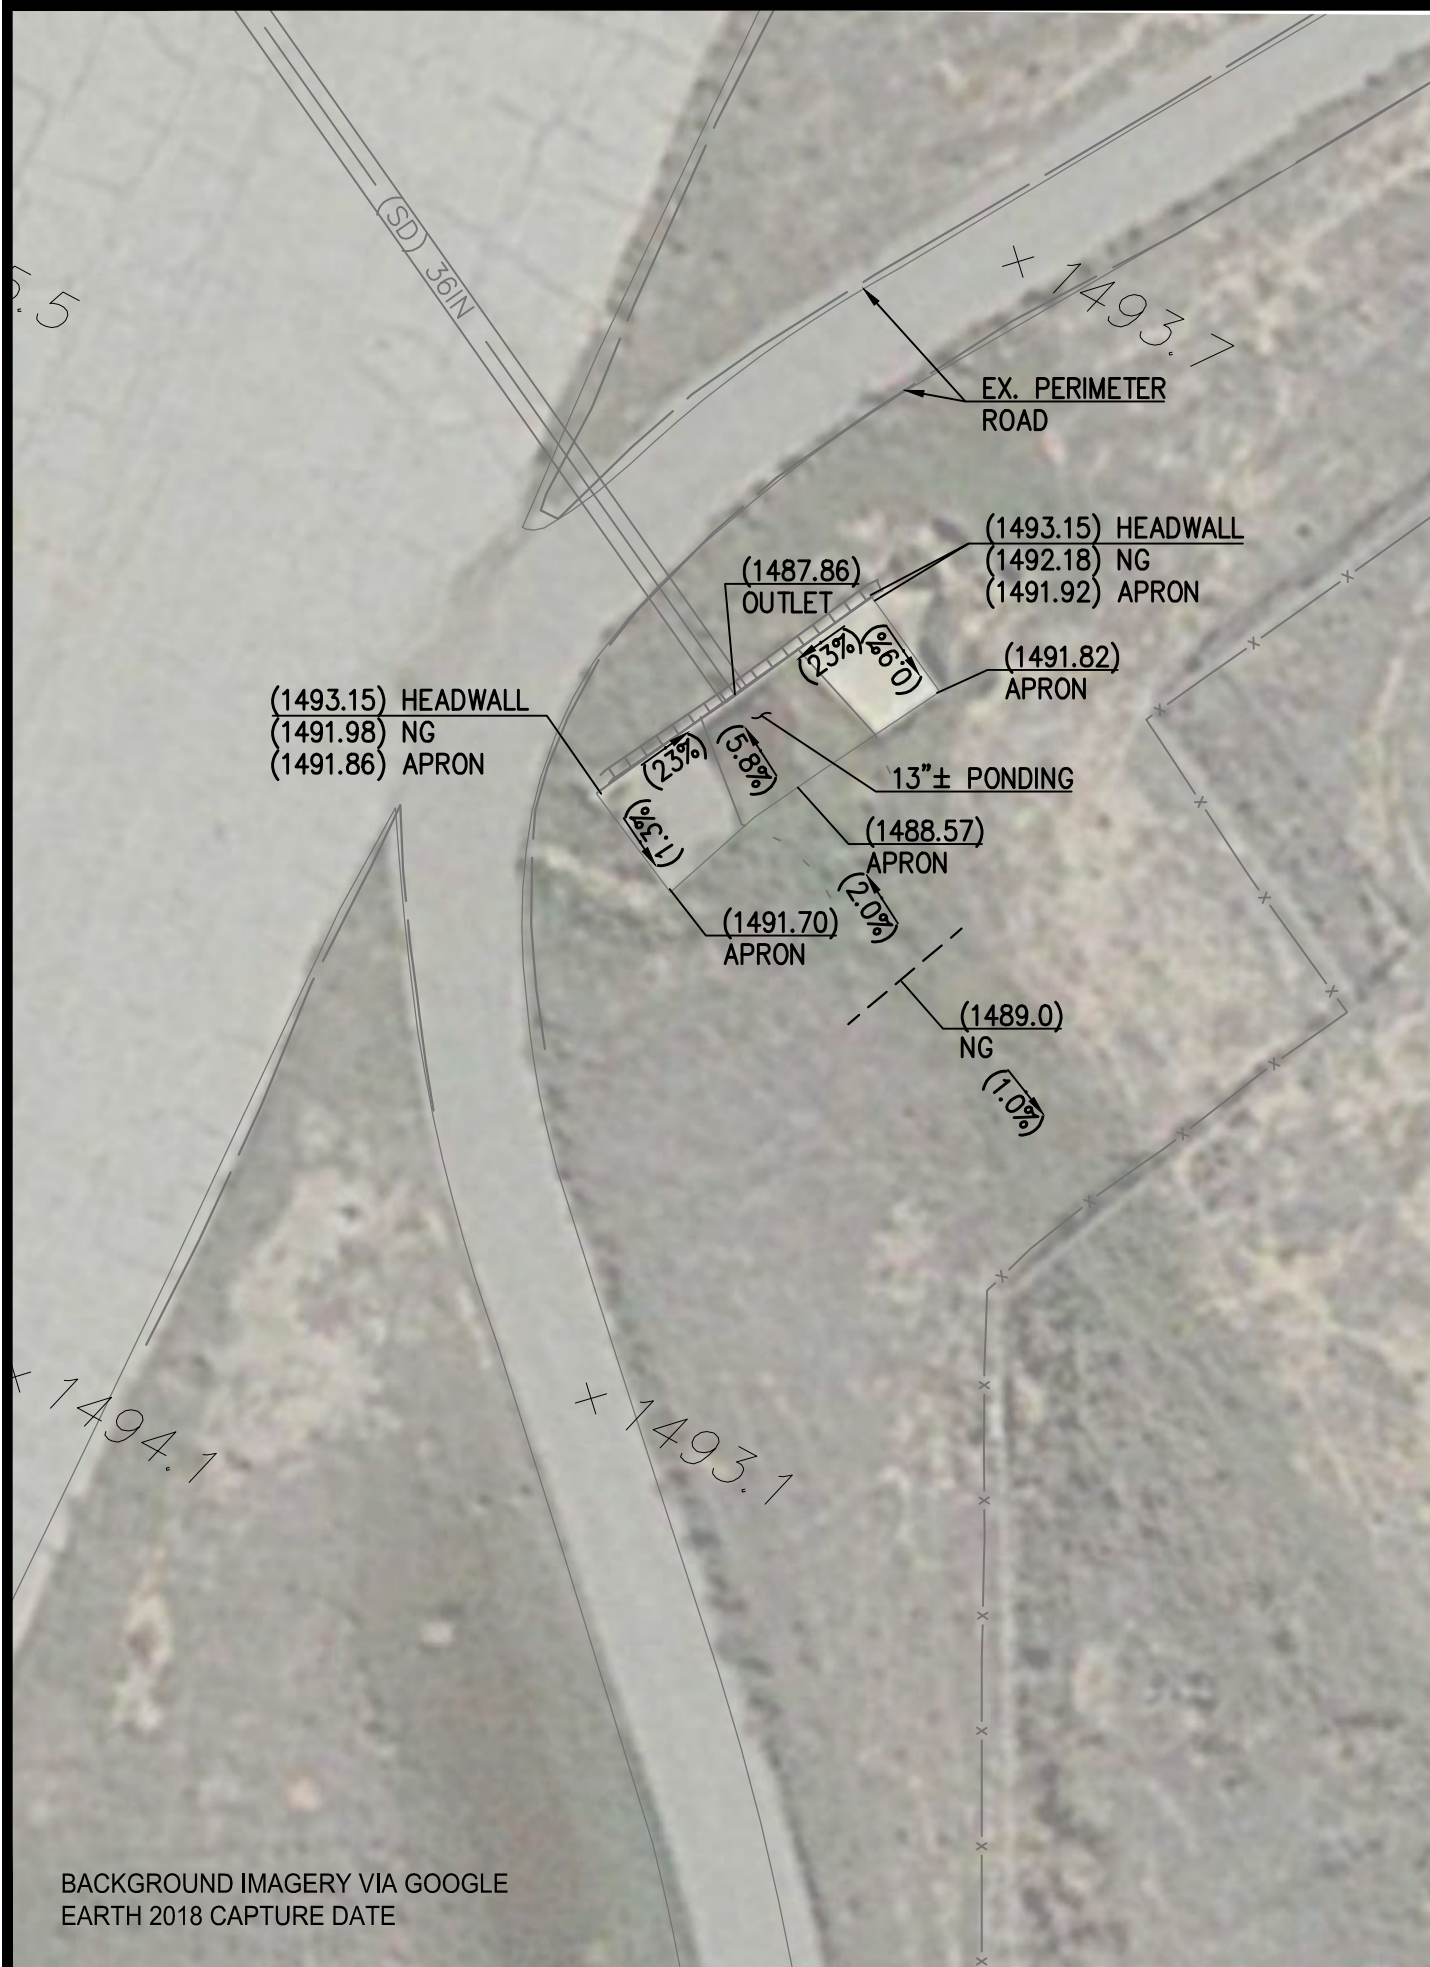 (SD) 36IN
5.5
× 1493.7
EX. PERIMETER
ROAD
(1493.15) HEADWALL
(1492.18) NG
(1491.92) APRON
(1487.86)
OUTLET
(23%)
(0.9%)
(1491.82)
APRON
(1493.15) HEADWALL
(1491.98) NG
(1491.86) APRON
(23%)
(5.8%)
13"± PONDING
(1.3%)
(1488.57)
APRON
(2.0%)
(1491.70)
APRON
(1489.0)
NG
(1.0%)
× 1494.1
× 1493.1
BACKGROUND IMAGERY VIA GOOGLE
EARTH 2018 CAPTURE DATE